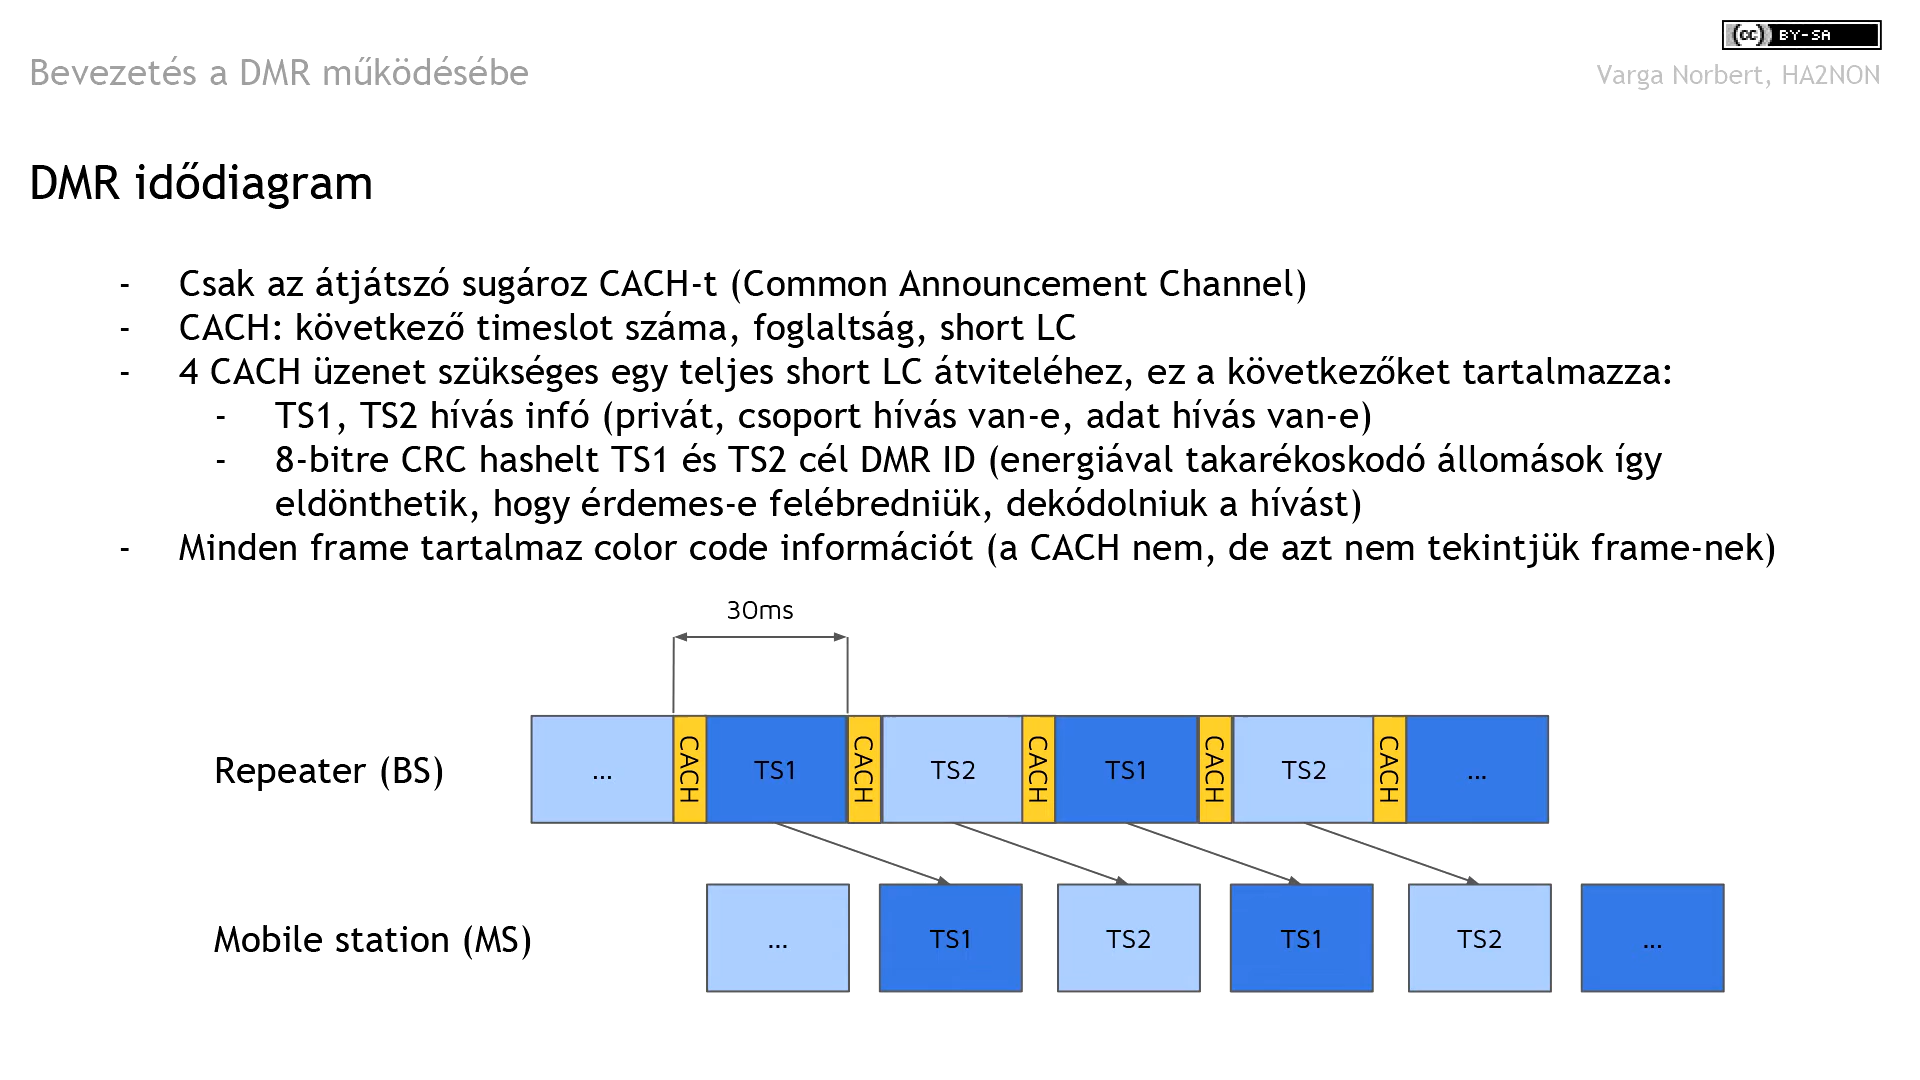 (cc) BY-SA
Bevezetés a DMR működésébe
Varga Norbert, HA2NON
DMR idődiagram
- Csak az átjátszó sugároz CACH-t (Common Announcement Channel)
- CACH: következő timeslot száma, foglaltság, short LC
- 4 CACH üzenet szükséges egy teljes short LC átviteléhez, ez a következőket tartalmazza:
- TS1, TS2 hívás infó (privát, csoport hívás van-e, adat hívás van-e)
- 8-bitre CRC hashelt TS1 és TS2 cél DMR ID (energiával takarékoskodó állomások így
eldönthetik, hogy érdemes-e felébredniük, dekódolniuk a hívást)
- Minden frame tartalmaz color code információt (a CACH nem, de azt nem tekintjük frame-nek)
30ms
Repeater (BS)
... CACH TS1 CACH TS2 CACH TS1 CACH TS2 CACH ...
Mobile station (MS)
... TS1 TS2 TS1 TS2 ...